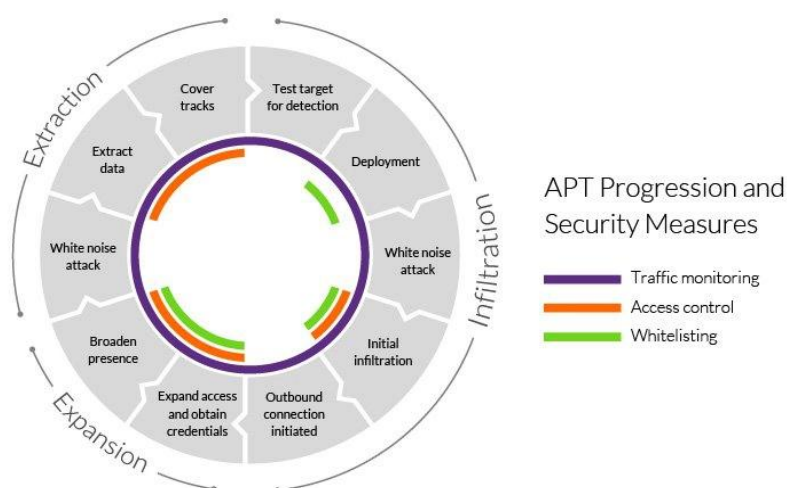 Cover
tracks
Test target
for detection
Deployment
White noise
attack
Initial
infiltration
Outbound
connection
initiated
Expand access
and obtain
credentials
Broaden
presence
White noise
attack
Extract
data
Extraction
Infiltration
Expansion
APT Progression and
Security Measures
Traffic monitoring
Access control
Whitelisting